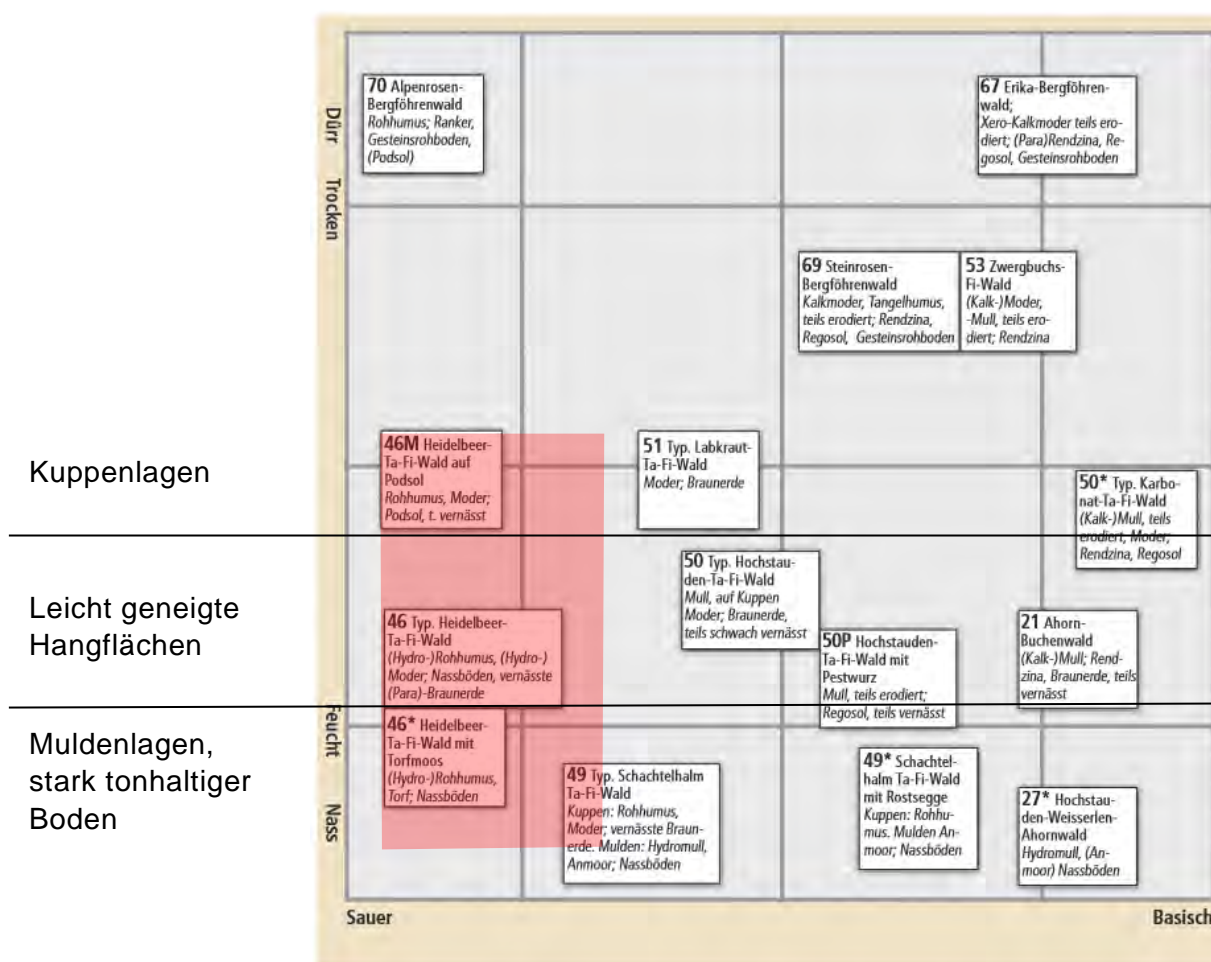 Dürr
Trocken
Feucht
Nass
70 Alpenrosen-
Bergföhrenwald
Rohhumus; Ranker,
Gesteinsrohboden,
(Podsol)
67 Erika-Bergföhren-
wald;
Xero-Kalkmoder teils ero-
diert; (Para)Rendzina, Re-
gosol, Gesteinsrohboden
69 Steinrosen-
Bergföhrenwald
Kalkmoder, Tangelhumus,
teils erodiert; Rendzina,
Regosol, Gesteinsrohboden
53 Zwergbuchs-
Fi-Wald
(Kalk-)Moder,
-Mull, teils ero-
diert; Rendzina
Kuppenlagen
46M Heidelbeer-
Ta-Fi-Wald auf
Podsol
Rohhumus, Moder;
Podsol, t. vernässt
51 Typ. Labkraut-
Ta-Fi-Wald
Moder; Braunerde
50* Typ. Karbo-
nat-Ta-Fi-Wald
(Kalk-)Mull, teils
erodiert, Moder;
Rendzina, Regosol
Leicht geneigte
Hangflächen
46 Typ. Heidelbeer-
Ta-Fi-Wald
(Hydro-)Rohhumus, (Hydro-)
Moder; Nassböden, vernässte
(Para)-Braunerde
50 Typ. Hochstau-
den-Ta-Fi-Wald
Mull, auf Kuppen
Moder; Braunerde,
teils schwach vernässt
50P Hochstauden-
Ta-Fi-Wald mit
Pestwurz
Mull, teils erodiert;
Regosol, teils vernässt
21 Ahorn-
Buchenwald
(Kalk-)Mull; Rend-
zina, Braunerde, teils
vernässt
Muldenlagen,
stark tonhaltiger
Boden
46* Heidelbeer-
Ta-Fi-Wald mit
Torfmoos
(Hydro-)Rohhumus,
Torf; Nassböden
49 Typ. Schachtelhalm
Ta-Fi-Wald
Kuppen: Rohhumus,
Moder; vernässte Braun-
erde. Mulden: Hydromull,
Anmoor; Nassböden
49* Schachtel-
halm Ta-Fi-Wald
mit Rostsegge
Kuppen: Rohhu-
mus. Mulden An-
moor; Nassböden
27* Hochstau-
den-Weisserlen-
Ahornwald
Hydromull, (An-
moor) Nassböden
Sauer
Basisch